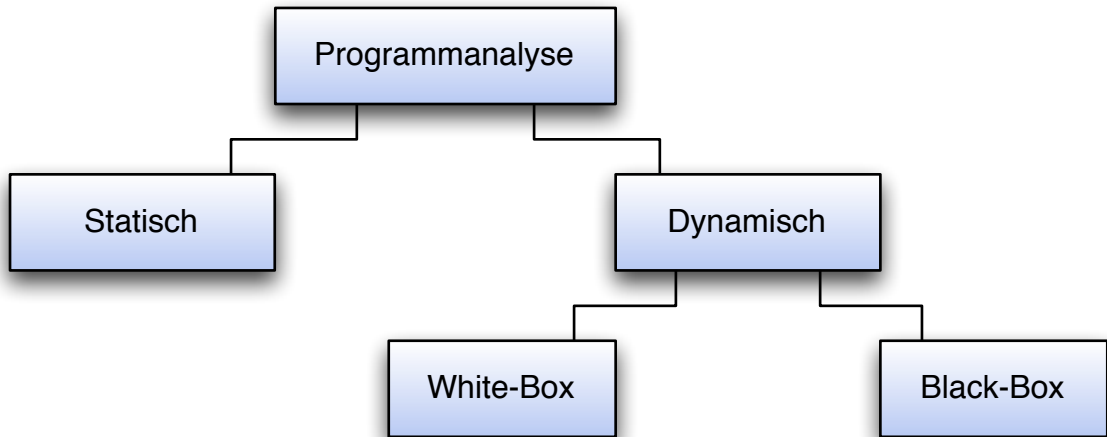 Programmanalyse
Statisch
Dynamisch
White-Box
Black-Box